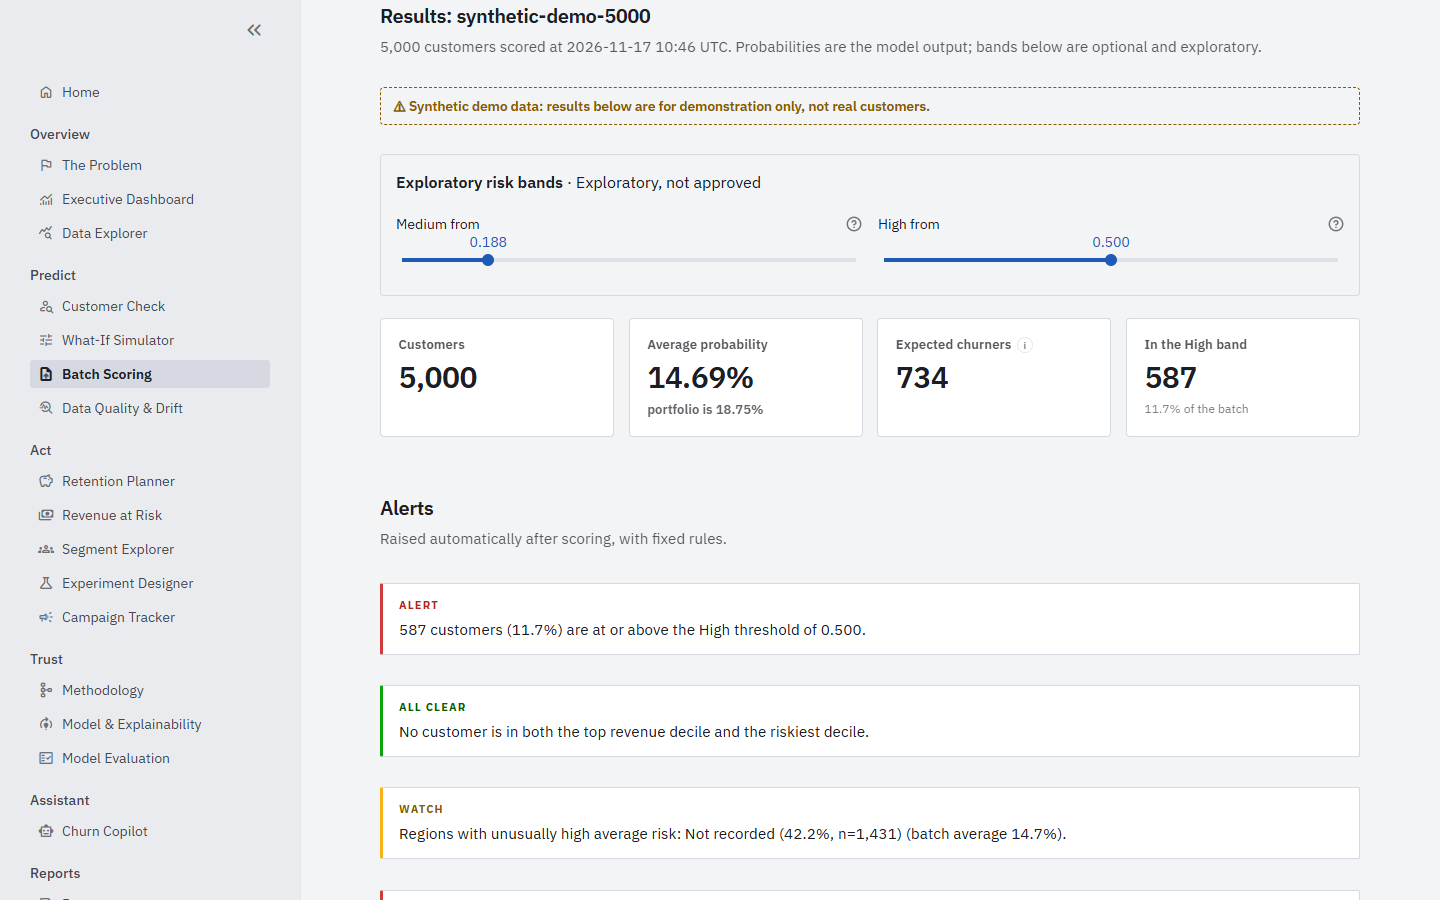 Home
Overview
The Problem
Executive Dashboard
Data Explorer
Predict
Customer Check
What-If Simulator
Batch Scoring
Data Quality & Drift
Act
Retention Planner
Revenue at Risk
Segment Explorer
Experiment Designer
Campaign Tracker
Trust
Methodology
Model & Explainability
Model Evaluation
Assistant
Churn Copilot
Reports
Results: synthetic-demo-5000
5,000 customers scored at 2026-11-17 10:46 UTC. Probabilities are the model output; bands below are optional and exploratory.
⚠ Synthetic demo data: results below are for demonstration only, not real customers.
Exploratory risk bands · Exploratory, not approved
Medium from
0.188
High from
0.500
Customers
5,000
Average probability
14.69%
portfolio is 18.75%
Expected churners i
734
In the High band
587
11.7% of the batch
Alerts
Raised automatically after scoring, with fixed rules.
ALERT
587 customers (11.7%) are at or above the High threshold of 0.500.
ALL CLEAR
No customer is in both the top revenue decile and the riskiest decile.
WATCH
Regions with unusually high average risk: Not recorded (42.2%, n=1,431) (batch average 14.7%).